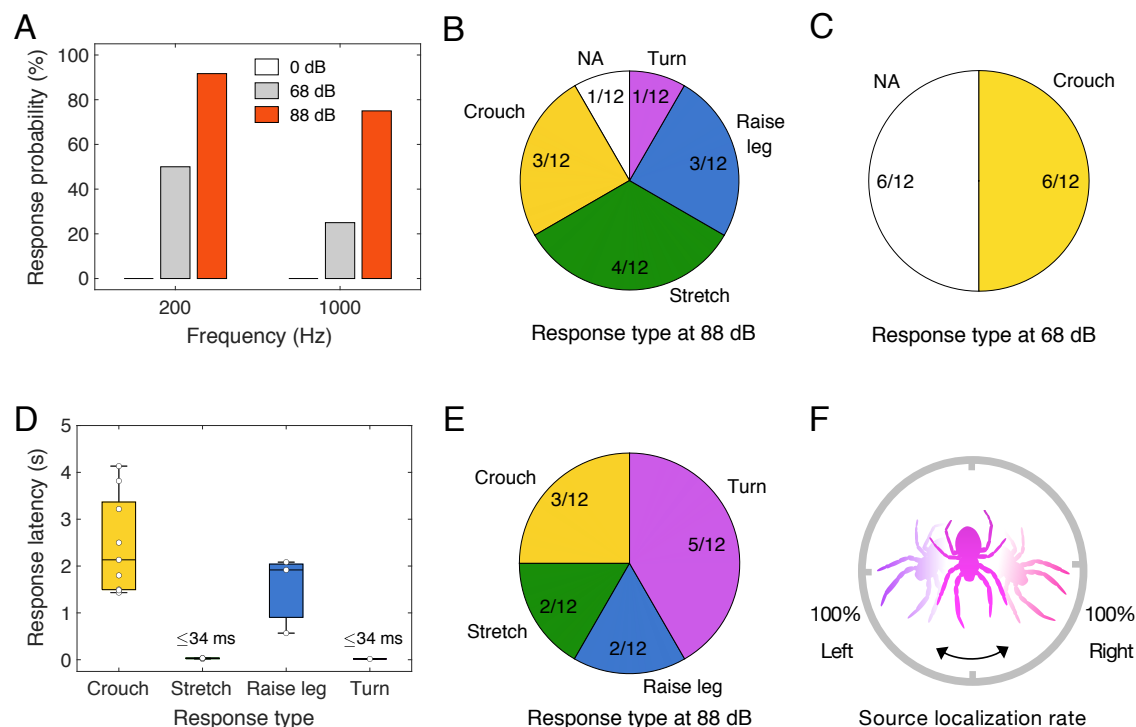 A
Response probability (%)
100
80
60
40
20
0
0 dB
68 dB
88 dB
200
1000
Frequency (Hz)
B
NA
Turn
1/12
1/12
Crouch
Raise
leg
3/12
3/12
4/12
Stretch
Response type at 88 dB
C
NA
Crouch
6/12
6/12
Response type at 68 dB
D
Response latency (s)
5
4
3
2
1
0
≤34 ms
≤34 ms
Crouch
Stretch
Raise leg
Turn
Response type
E
Crouch
Turn
3/12
5/12
2/12
2/12
Stretch
Raise leg
Response type at 88 dB
F
100%
100%
Left
Right
Source localization rate